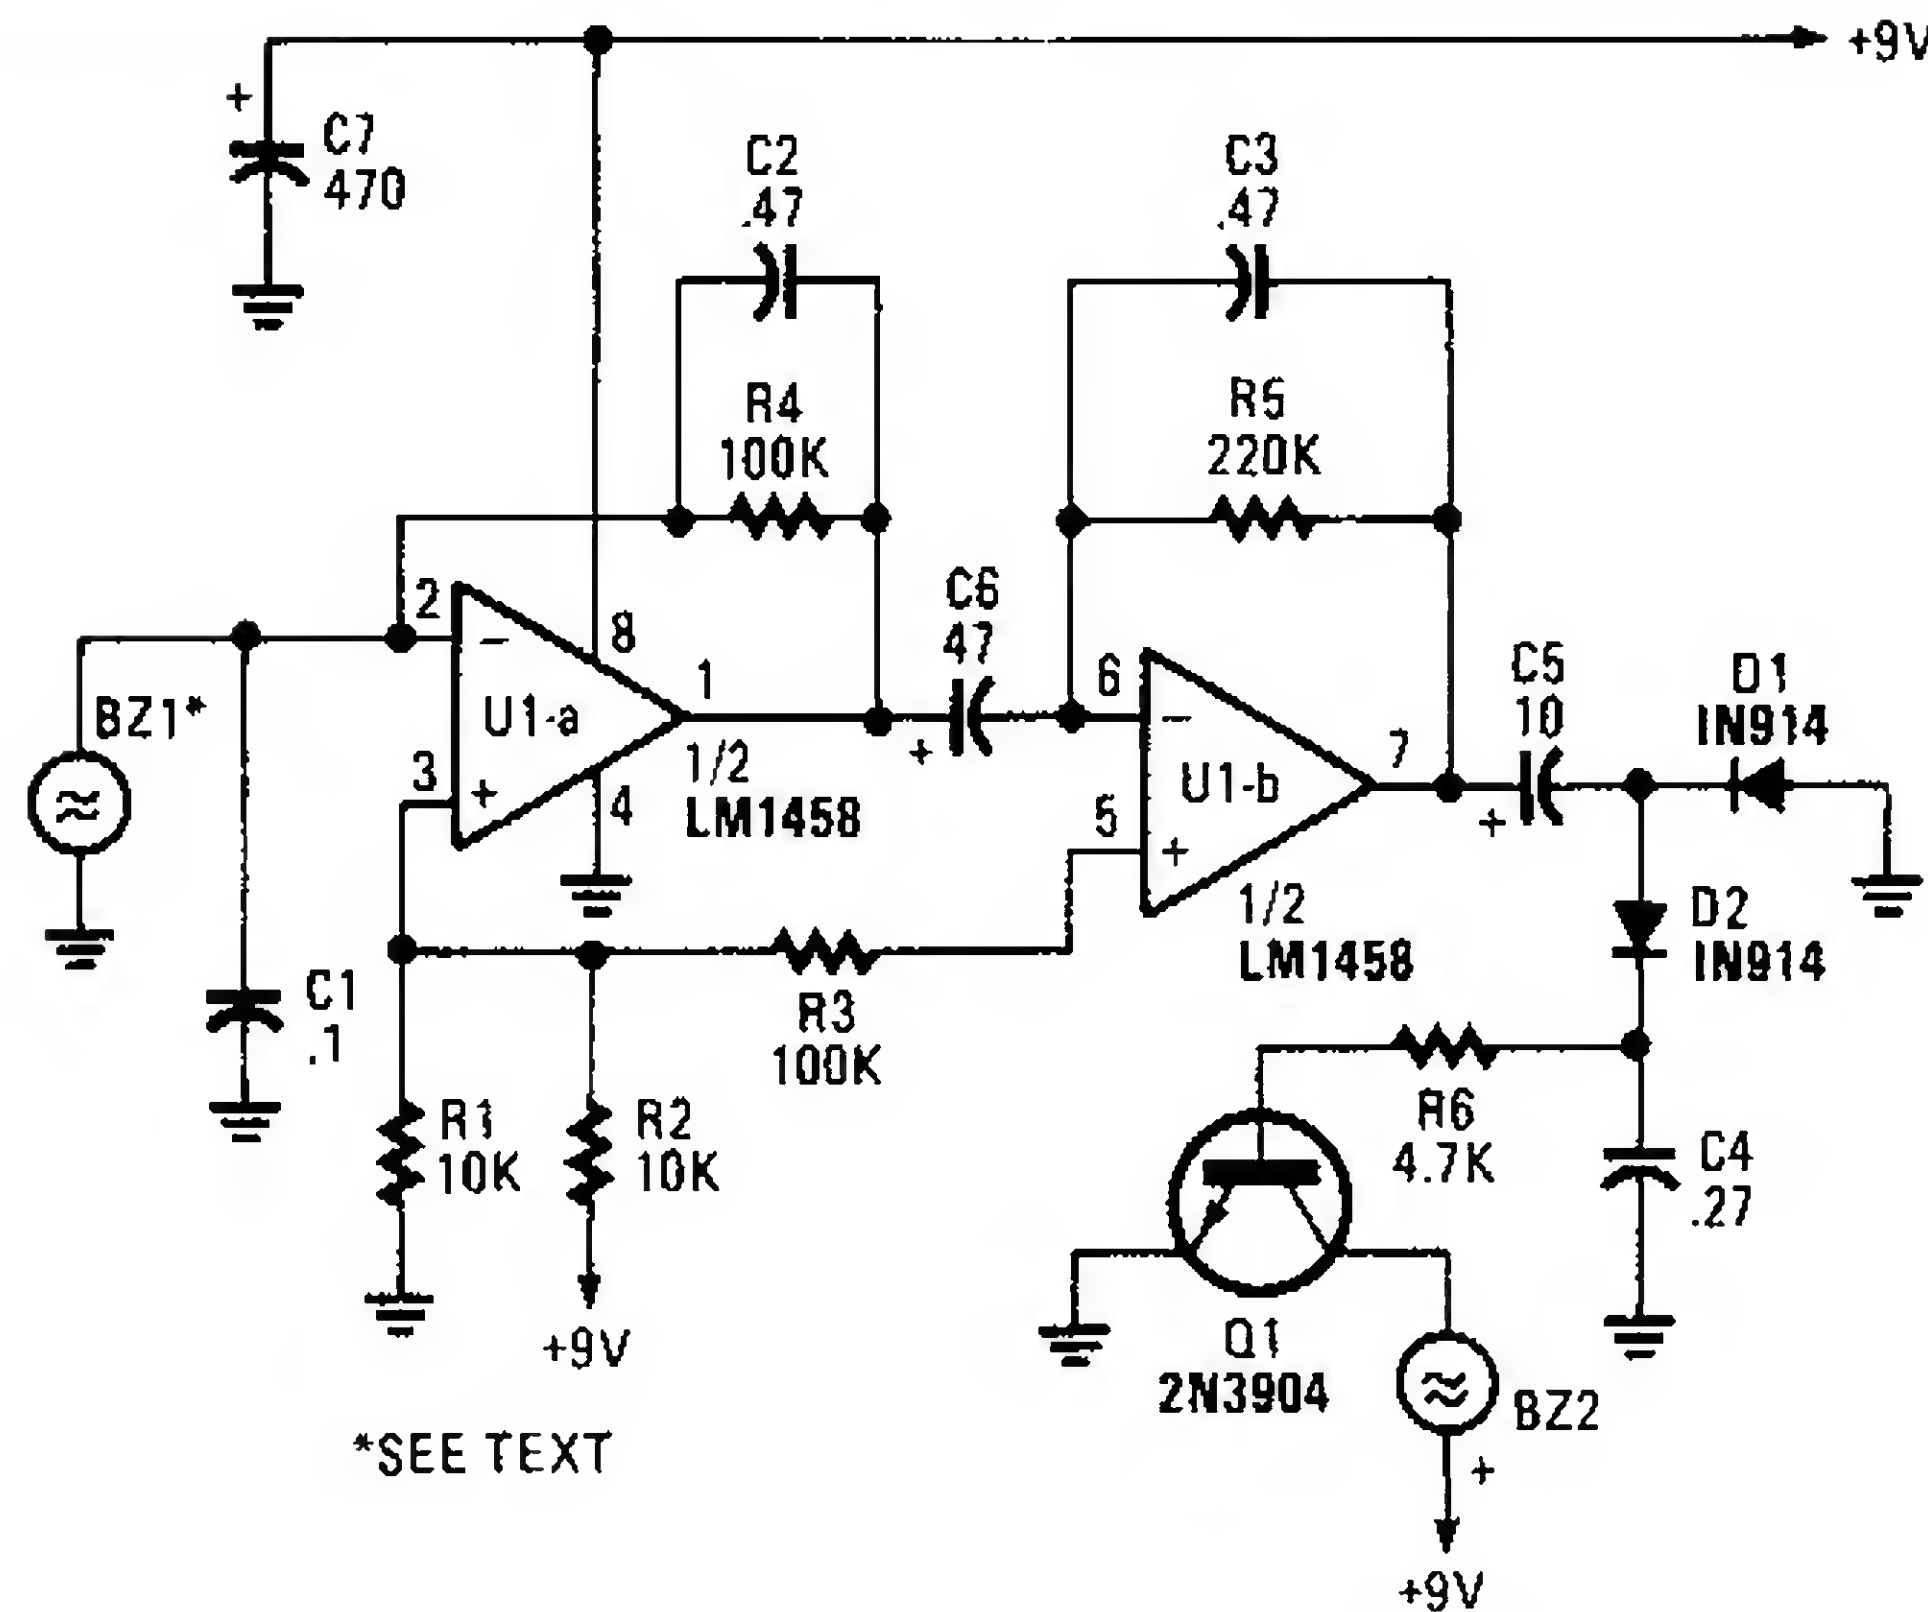 +9V
+
C7
470
C2
.47
C3
.47
R4
100K
R5
220K
2
8
C6
47
1
6
C5
10
D1
IN914
BZ1*
−
U1-a
3
+
4
1/2
LM1458
+
−
U1-b
7
5
+
+
1/2
LM1458
D2
IN914
C1
.1
R3
100K
R1
10K
R2
10K
R6
4.7K
C4
.27
+9V
Q1
2N3904
BZ2
*SEE TEXT
+
+9V